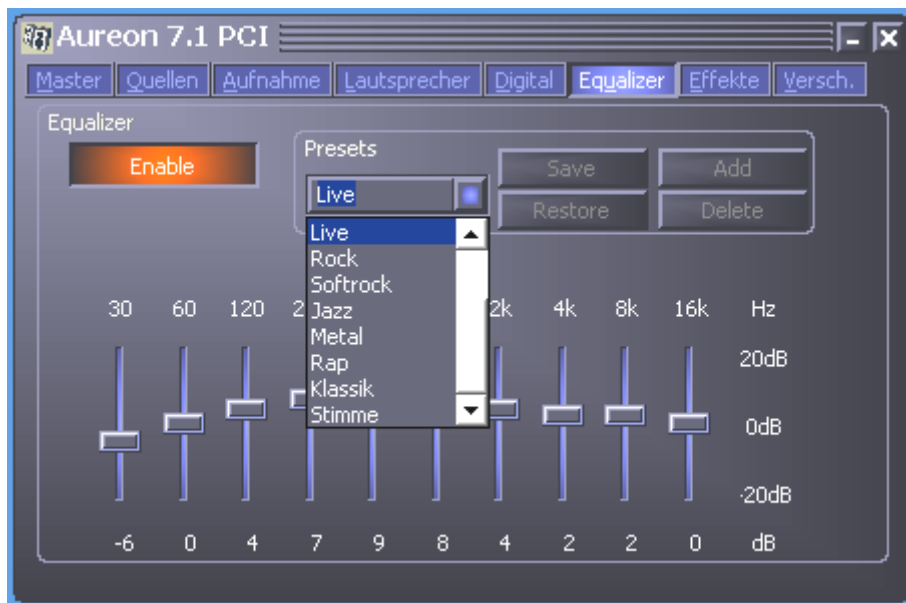 Aureon 7.1 PCI
Master Quellen Aufnahme Lautsprecher Digital Equalizer Effekte Versch.
Equalizer
Enable
Presets
Live
Save Add
Restore Delete
Live
Rock
Softrock
Jazz
Metal
Rap
Klassik
Stimme
30 60 120 2 2k 4k 8k 16k Hz
20dB
0dB
-20dB
-6 0 4 7 9 8 4 2 2 0 dB